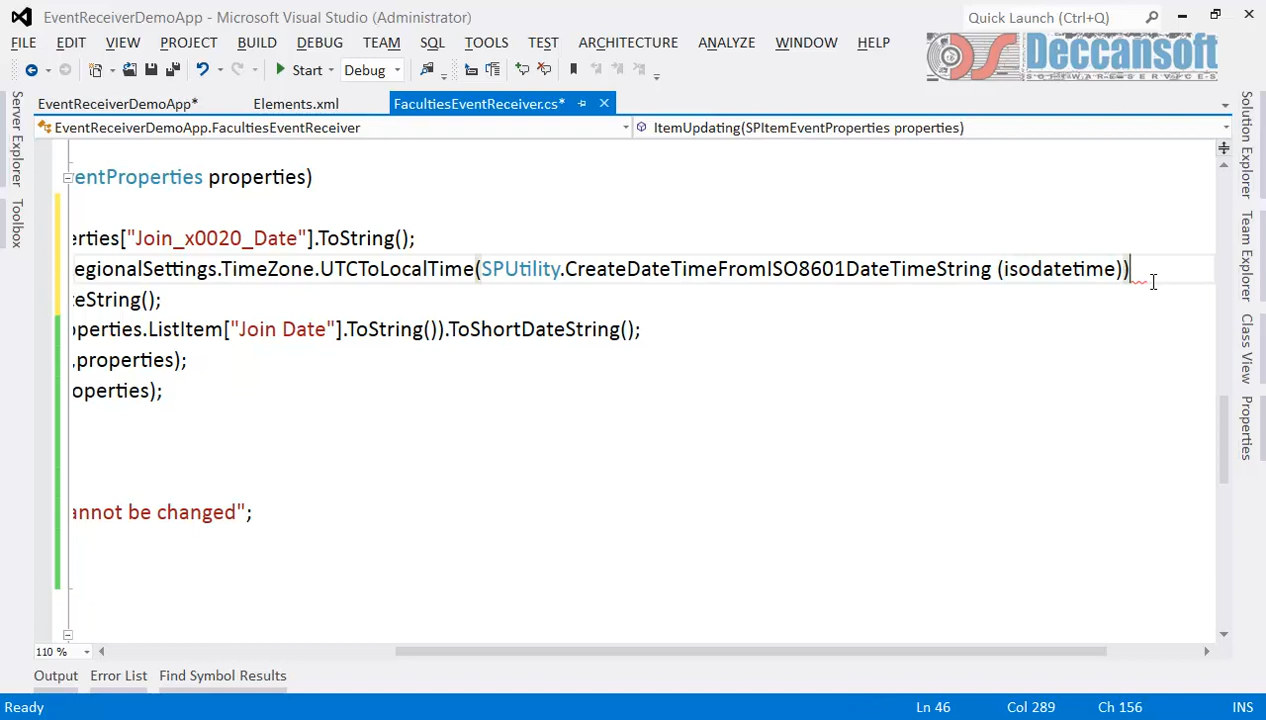 EventReceiverDemoApp - Microsoft Visual Studio (Administrator)
Quick Launch (Ctrl+Q)
FILE EDIT VIEW PROJECT BUILD DEBUG TEAM SQL TOOLS TEST ARCHITECTURE ANALYZE WINDOW HELP
Deccansoft
SOFTWARE SERVICES
Start Debug
EventReceiverDemoApp* Elements.xml FacultiesEventReceiver.cs*
EventReceiverDemoApp.FacultiesEventReceiver ItemUpdating(SPItemEventProperties properties)
Server Explorer
Toolbox
entProperties properties)
erties["Join_x0020_Date"].ToString();
egionalSettings.TimeZone.UTCToLocalTime(SPUtility.CreateDateTimeFromISO8601DateTimeString (isodatetime))
teString();
operties.ListItem["Join Date"].ToString()).ToShortDateString();
,properties);
operties);
annot be changed";
Solution Explorer
Team Explorer
Class View
Properties
110 %
Output Error List Find Symbol Results
Ready Ln 46 Col 289 Ch 156 INS